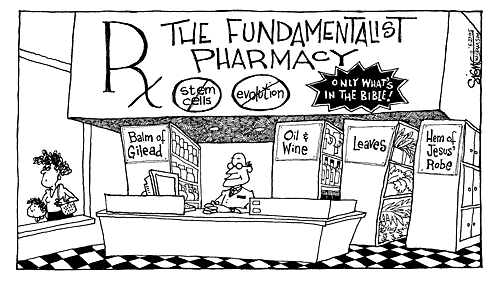 Rx THE FUNDAMENTALIST
PHARMACY
stem
cells
evolution
ONLY WHAT'S
IN THE BIBLE!
Balm of
Gilead
Oil &
Wine
Leaves
Hem of
Jesus'
Robe